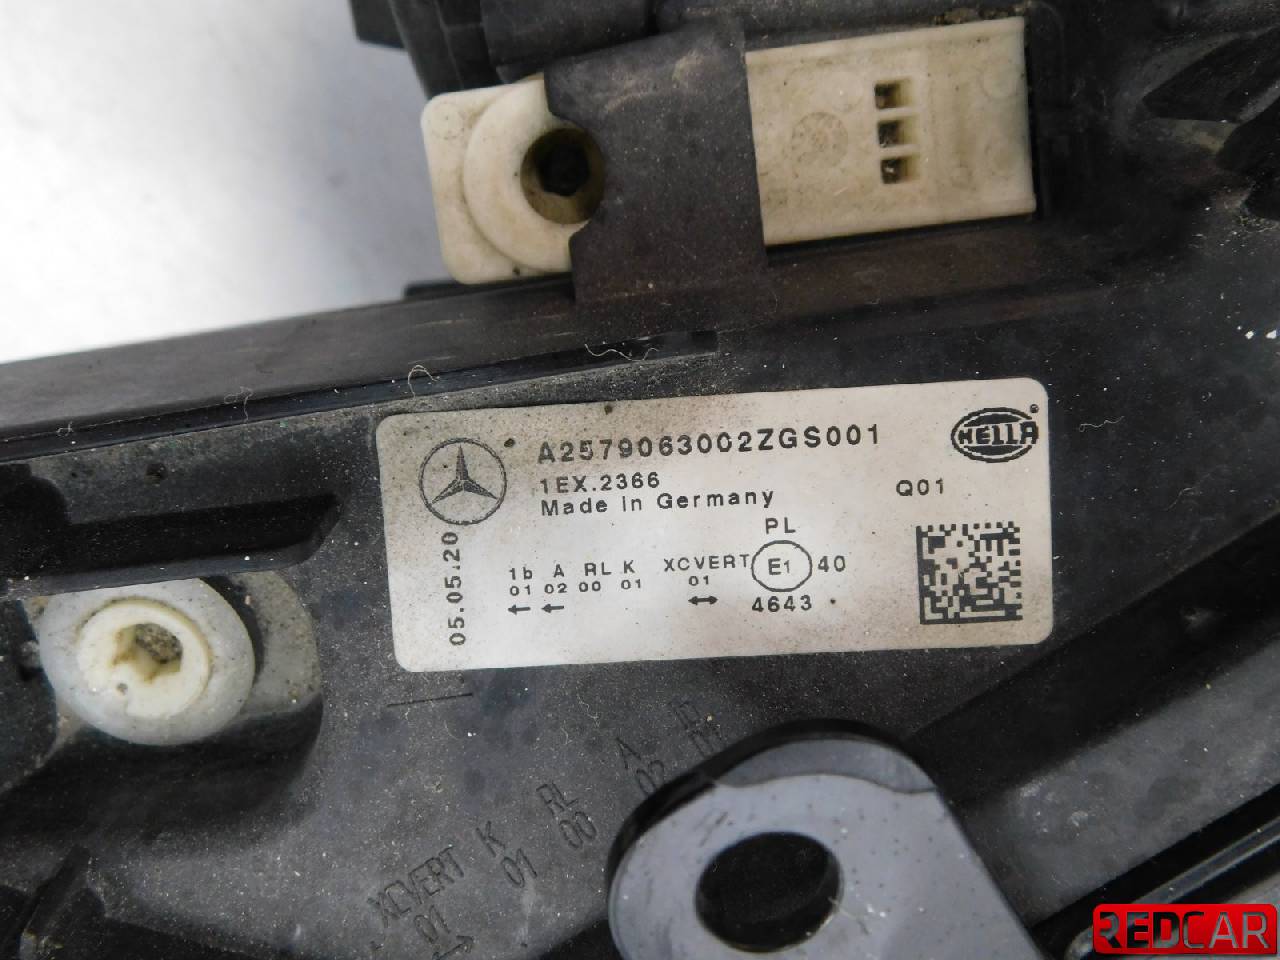 A2579063002ZGS001
HELLA
1EX.2366
Made in Germany
Q01
PL
1b A RL K XCVERT E1 40
01 02 00 01 01
← ← ↔
4643
05.05.20
A
02
RL
00
K
01
XCVERT
01
REDCAR